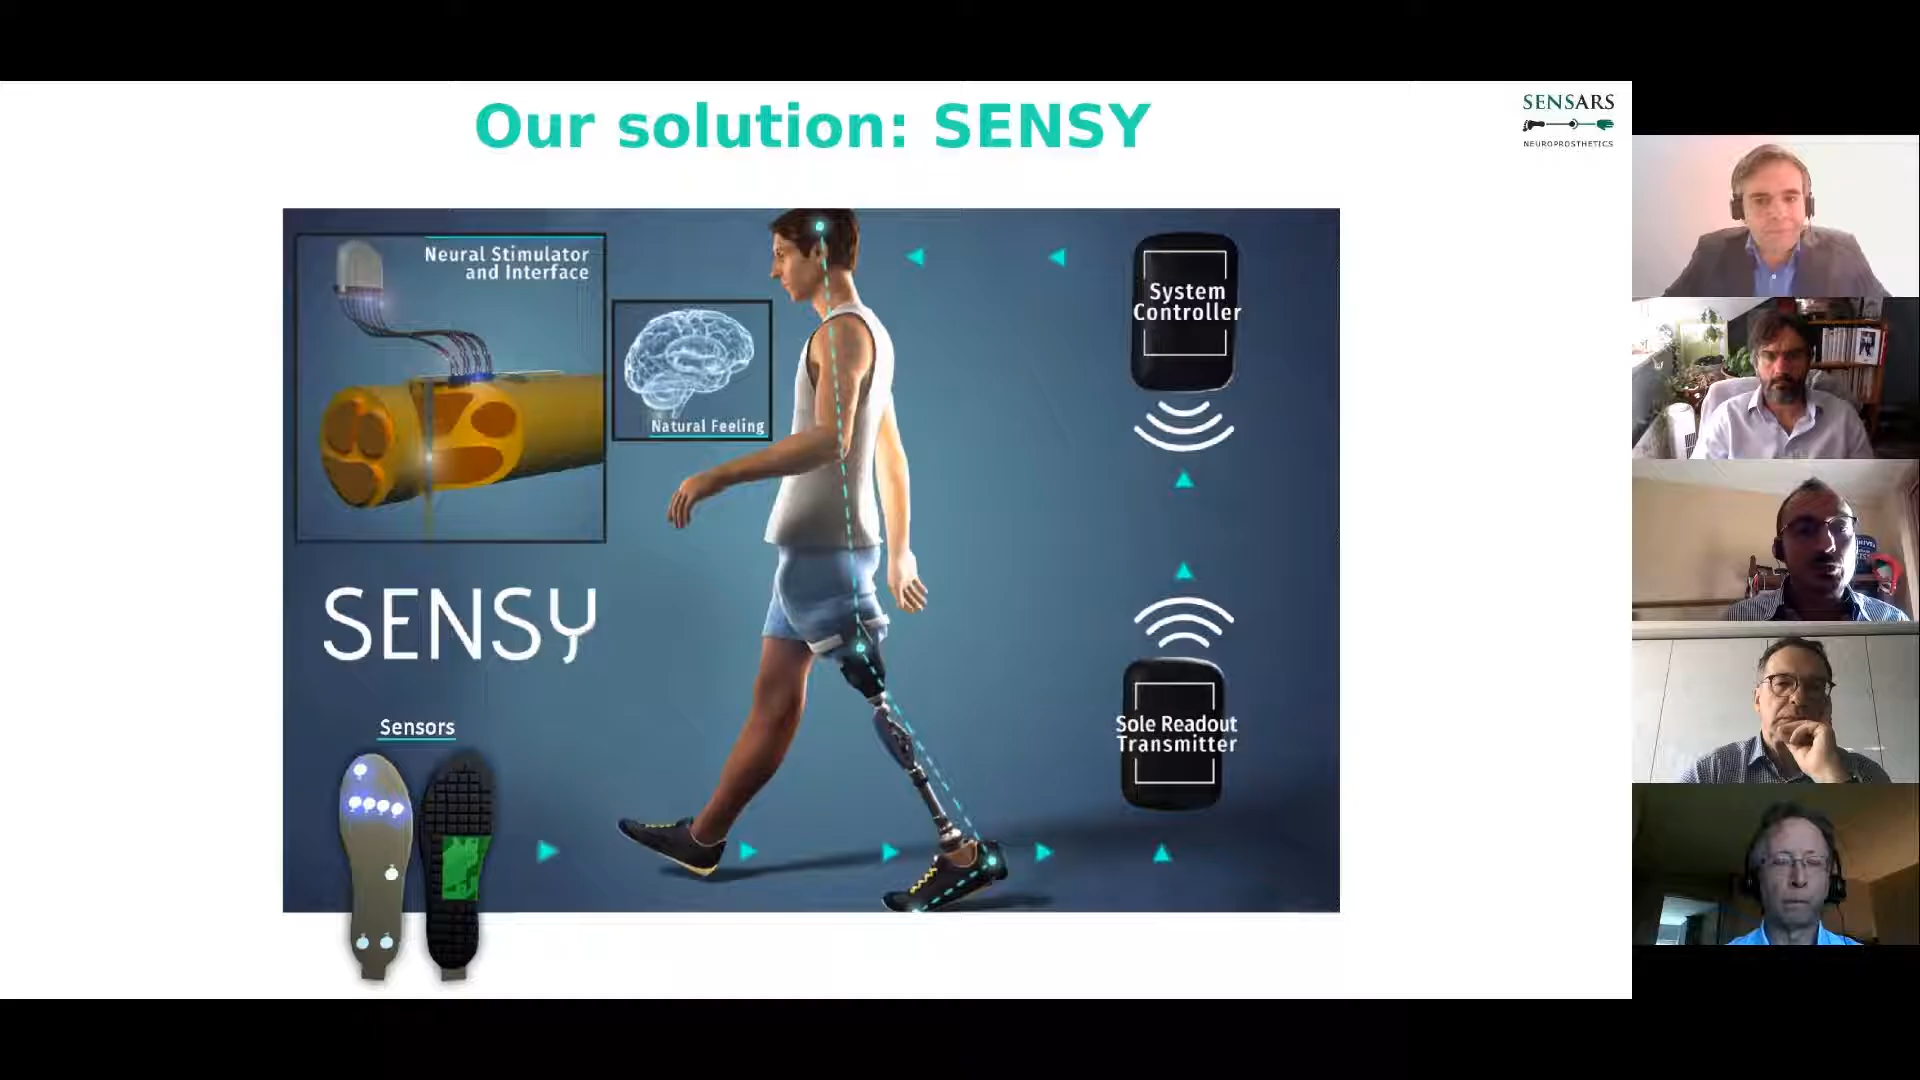 Our solution: SENSY
SENSARS
NEUROPROSTHETICS
Neural Stimulator
and Interface
Natural Feeling
System
Controller
SENSY
Sensors
Sole Readout
Transmitter